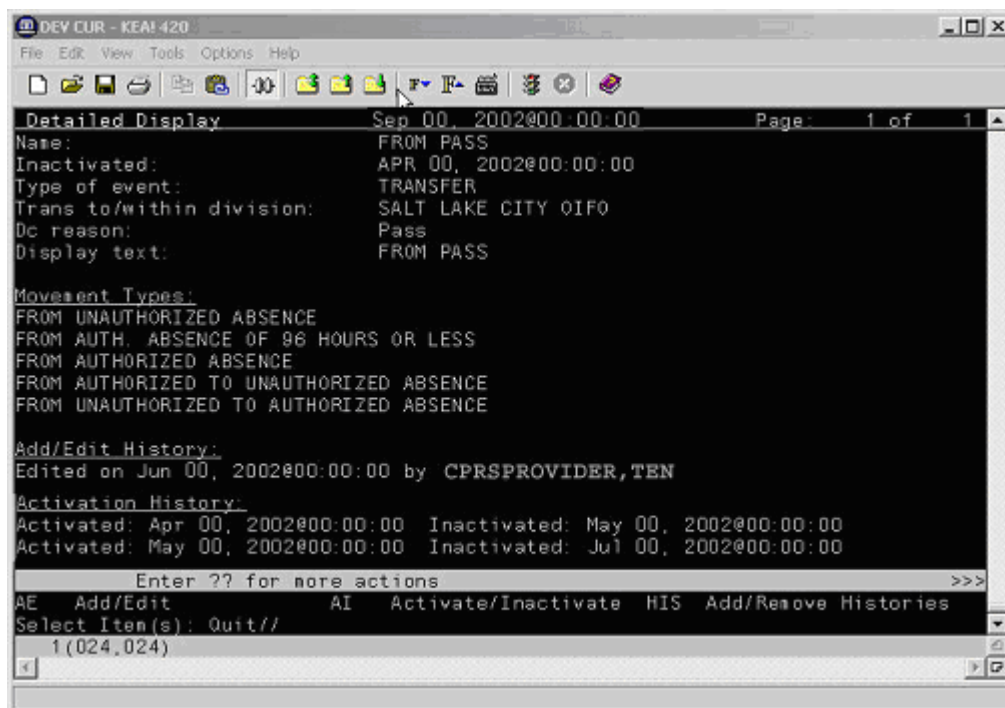 DEV CUR - KEA! 420
File Edit View Tools Options Help
Detailed Display Sep 00, 2002@00:00:00 Page: 1 of 1
Name: FROM PASS
Inactivated: APR 00, 2002@00:00:00
Type of event: TRANSFER
Trans to/within division: SALT LAKE CITY OIFO
Dc reason: Pass
Display text: FROM PASS
Movement Types:
FROM UNAUTHORIZED ABSENCE
FROM AUTH. ABSENCE OF 96 HOURS OR LESS
FROM AUTHORIZED ABSENCE
FROM AUTHORIZED TO UNAUTHORIZED ABSENCE
FROM UNAUTHORIZED TO AUTHORIZED ABSENCE
Add/Edit History:
Edited on Jun 00, 2002@00:00:00 by CPRSPROVIDER,TEN
Activation History:
Activated: Apr 00, 2002@00:00:00 Inactivated: May 00, 2002@00:00:00
Activated: May 00, 2002@00:00:00 Inactivated: Jul 00, 2002@00:00:00
Enter ?? for more actions >>>
AE Add/Edit AI Activate/Inactivate HIS Add/Remove Histories
Select Item(s): Quit//
1(024,024)